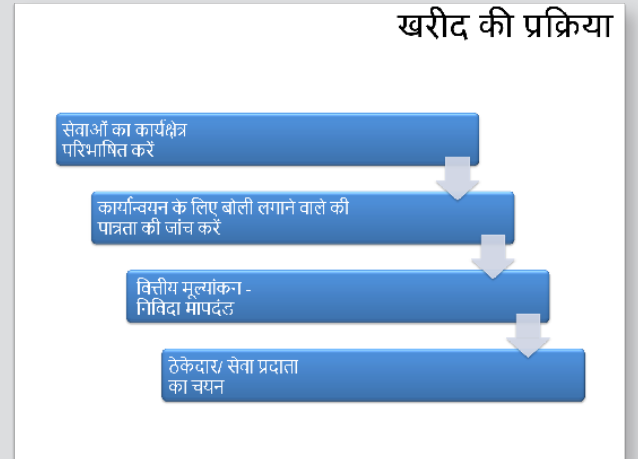 खरीद की प्रक्रिया
सेवाओं का कार्यक्षेत्र
परिभाषित करें
कार्यान्वयन के लिए बोली लगाने वाले की
पात्रता की जांच करें
वित्तीय मूल्यांकन -
निविदा मापदंड
ठेकेदार/ सेवा प्रदाता
का चयन